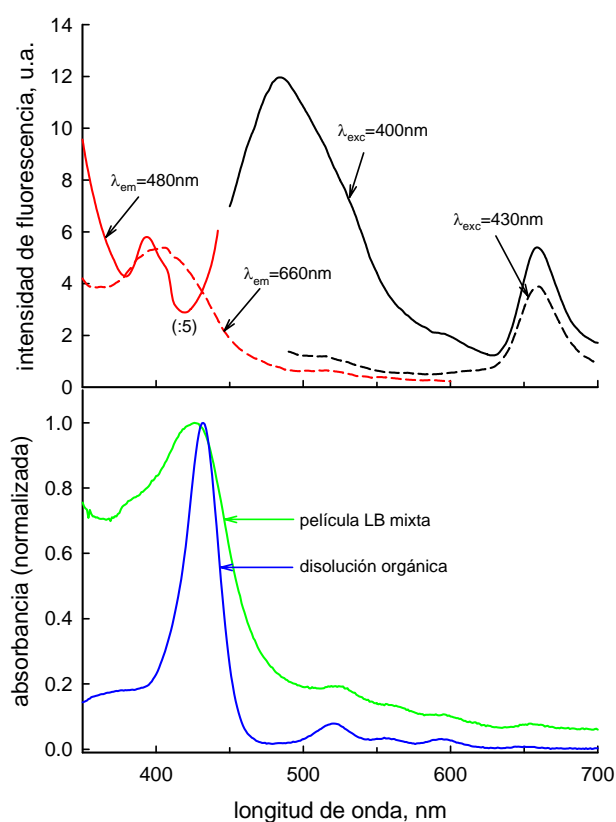 14
12
10
8
6
4
2
0
intensidad de fluorescencia, u.a.
λem=480nm
λexc=400nm
λexc=430nm
λem=660nm
(:5)
1.0
0.8
0.6
0.4
0.2
0.0
absorbancia (normalizada)
película LB mixta
disolución orgánica
400 500 600 700
longitud de onda, nm